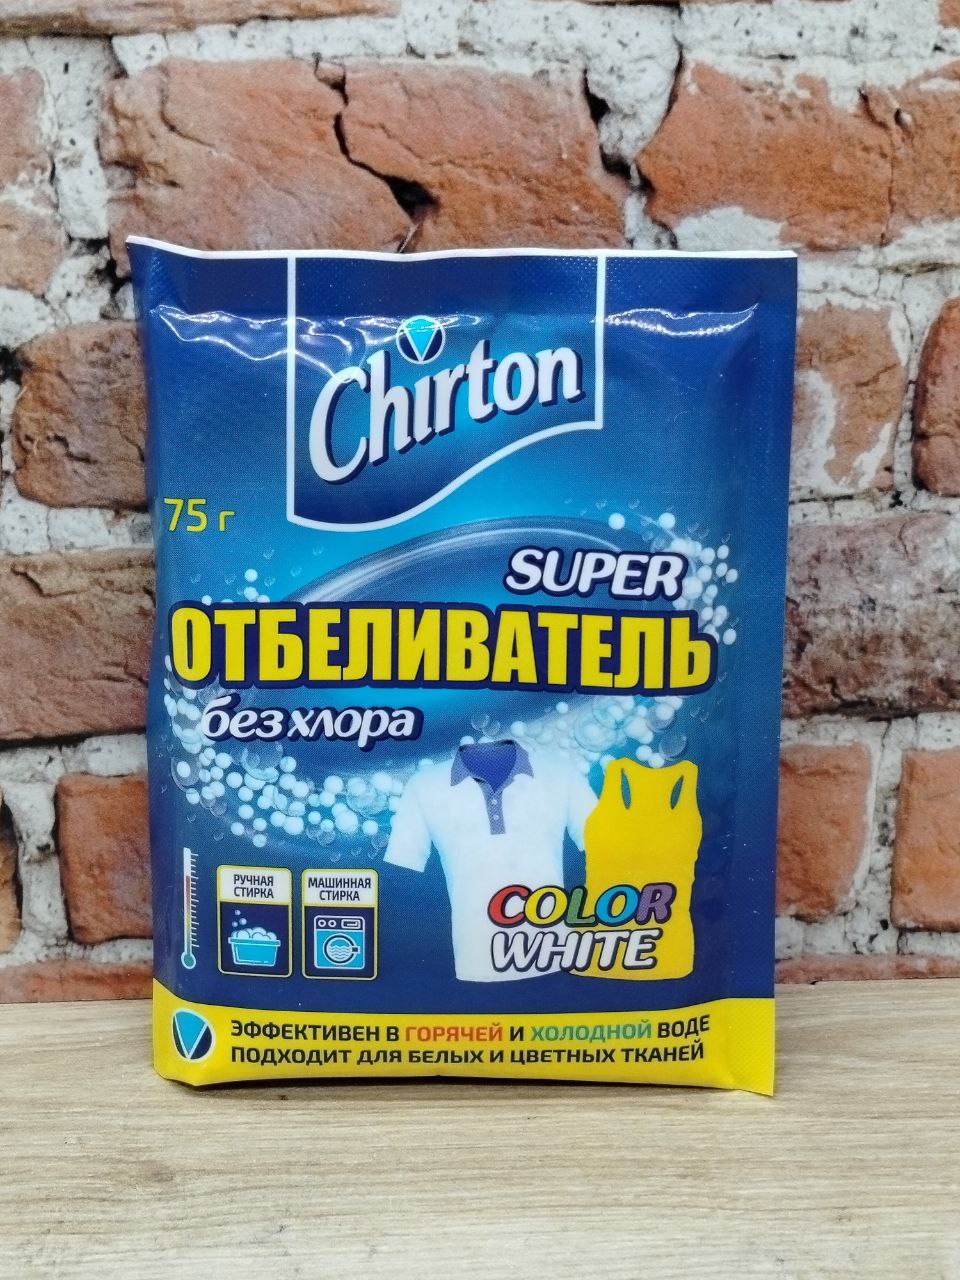 Chirton
75 г
SUPER
ОТБЕЛИВАТЕЛЬ
без хлора
РУЧНАЯ
СТИРКА
МАШИННАЯ
СТИРКА
COLOR
WHITE
ЭФФЕКТИВЕН В ГОРЯЧЕЙ И ХОЛОДНОЙ ВОДЕ
ПОДХОДИТ ДЛЯ БЕЛЫХ И ЦВЕТНЫХ ТКАНЕЙ